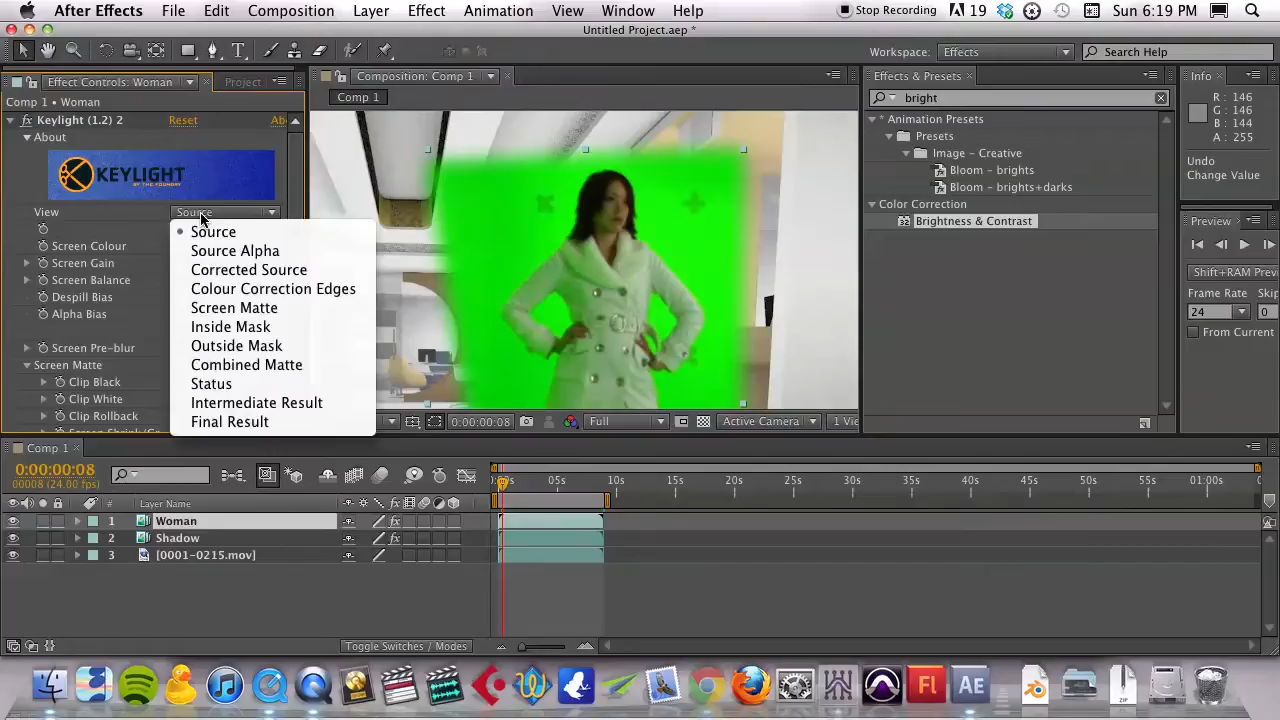 After Effects File Edit Composition Layer Effect Animation View Window Help Stop Recording 19 Sun 6:19 PM
Untitled Project.aep *
Workspace: Effects Search Help
Effect Controls: Woman Project
Composition: Comp 1
Effects & Presets
Info
Comp 1 • Woman
Comp 1
bright
R : 146
G : 146
B : 144
A : 255
Undo
Change Value
Keylight (1.2) 2 Reset
About
KEYLIGHT
BY THE FOUNDRY
View Source
Screen Colour
Screen Gain
Screen Balance
Despill Bias
Alpha Bias
Screen Pre-blur
Screen Matte
Clip Black
Clip White
Clip Rollback
Source
Source Alpha
Corrected Source
Colour Correction Edges
Screen Matte
Inside Mask
Outside Mask
Combined Matte
Status
Intermediate Result
Final Result
* Animation Presets
Presets
Image – Creative
Bloom – brights
Bloom – brights+darks
Color Correction
Brightness & Contrast
Preview
Shift+RAM
Frame Rate
24 0
From Current
0:00:00:08 Full Active Camera
Comp 1
0:00:00:08
00008 (24.00 fps)
05s 10s 15s 20s 25s 30s 35s 40s 45s 50s 55s 01:00s
# Layer Name
1 Woman
2 Shadow
3 [0001-0215.mov]
Toggle Switches / Modes
Fl AE ZIP